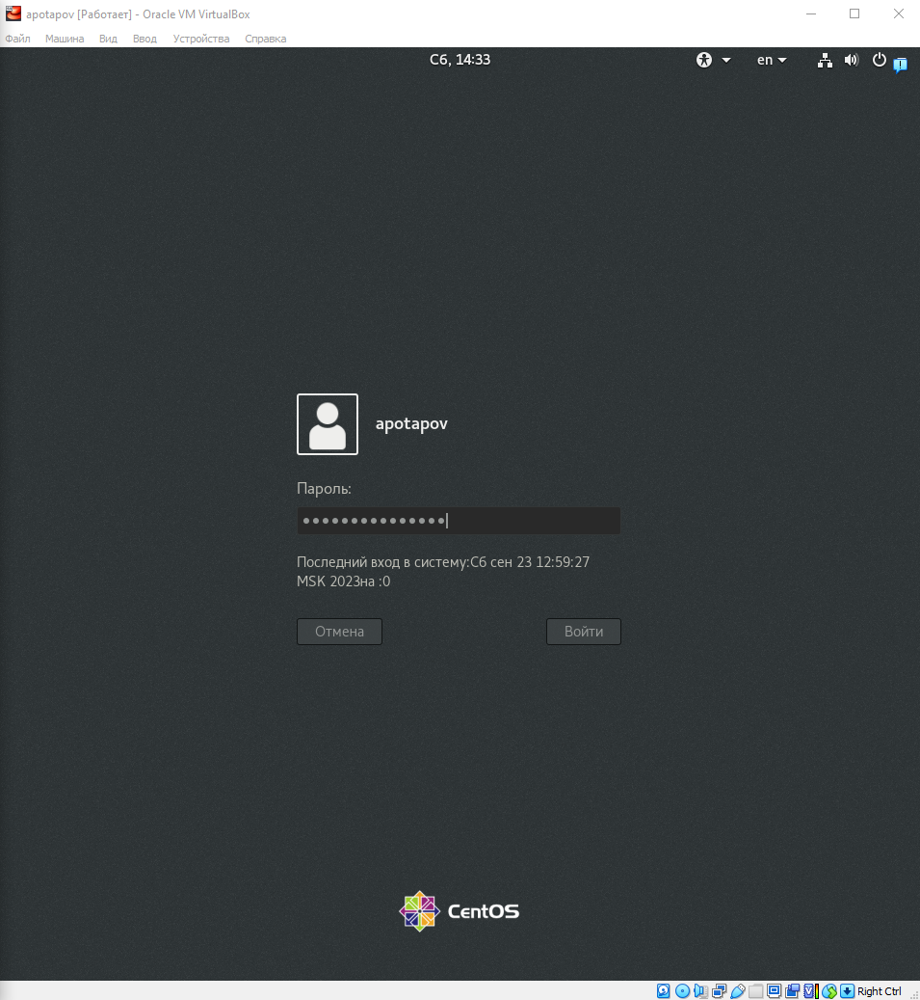 apotapov [Работает] - Oracle VM VirtualBox
Файл Машина Вид Ввод Устройства Справка
Сб, 14:33
en
apotapov
Пароль:
Последний вход в систему:Сб сен 23 12:59:27
MSK 2023на :0
Отмена Войти
CentOS
Right Ctrl